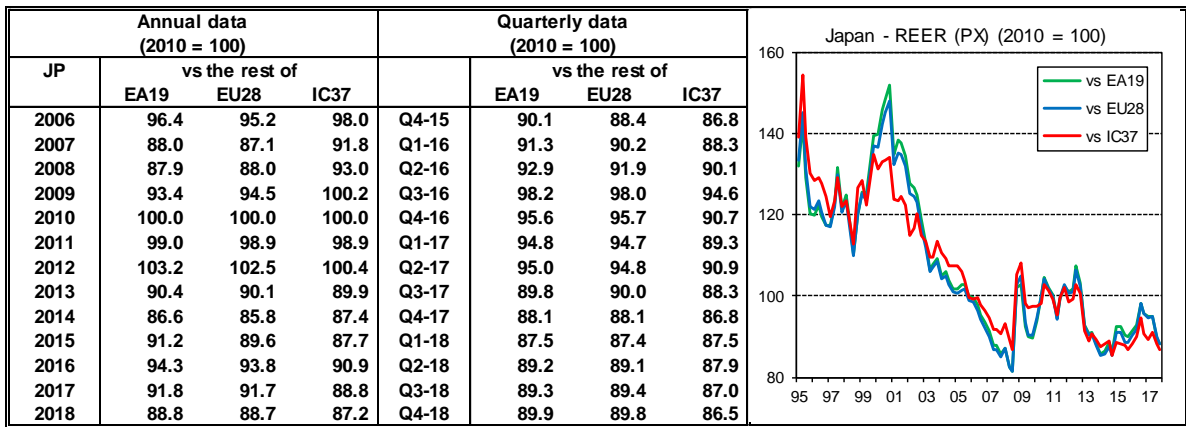 Annual data Quarterly data
(2010 = 100) (2010 = 100)
JP vs the rest of vs the rest of
EA19 EU28 IC37 EA19 EU28 IC37
2006 96.4 95.2 98.0 Q4-15 90.1 88.4 86.8
2007 88.0 87.1 91.8 Q1-16 91.3 90.2 88.3
2008 87.9 88.0 93.0 Q2-16 92.9 91.9 90.1
2009 93.4 94.5 100.2 Q3-16 98.2 98.0 94.6
2010 100.0 100.0 100.0 Q4-16 95.6 95.7 90.7
2011 99.0 98.9 98.9 Q1-17 94.8 94.7 89.3
2012 103.2 102.5 100.4 Q2-17 95.0 94.8 90.9
2013 90.4 90.1 89.9 Q3-17 89.8 90.0 88.3
2014 86.6 85.8 87.4 Q4-17 88.1 88.1 86.8
2015 91.2 89.6 87.7 Q1-18 87.5 87.4 87.5
2016 94.3 93.8 90.9 Q2-18 89.2 89.1 87.9
2017 91.8 91.7 88.8 Q3-18 89.3 89.4 87.0
2018 88.8 88.7 87.2 Q4-18 89.9 89.8 86.5
Japan - REER (PX) (2010 = 100)
160
140
120
100
80
vs EA19
vs EU28
vs IC37
95 97 99 01 03 05 07 09 11 13 15 17